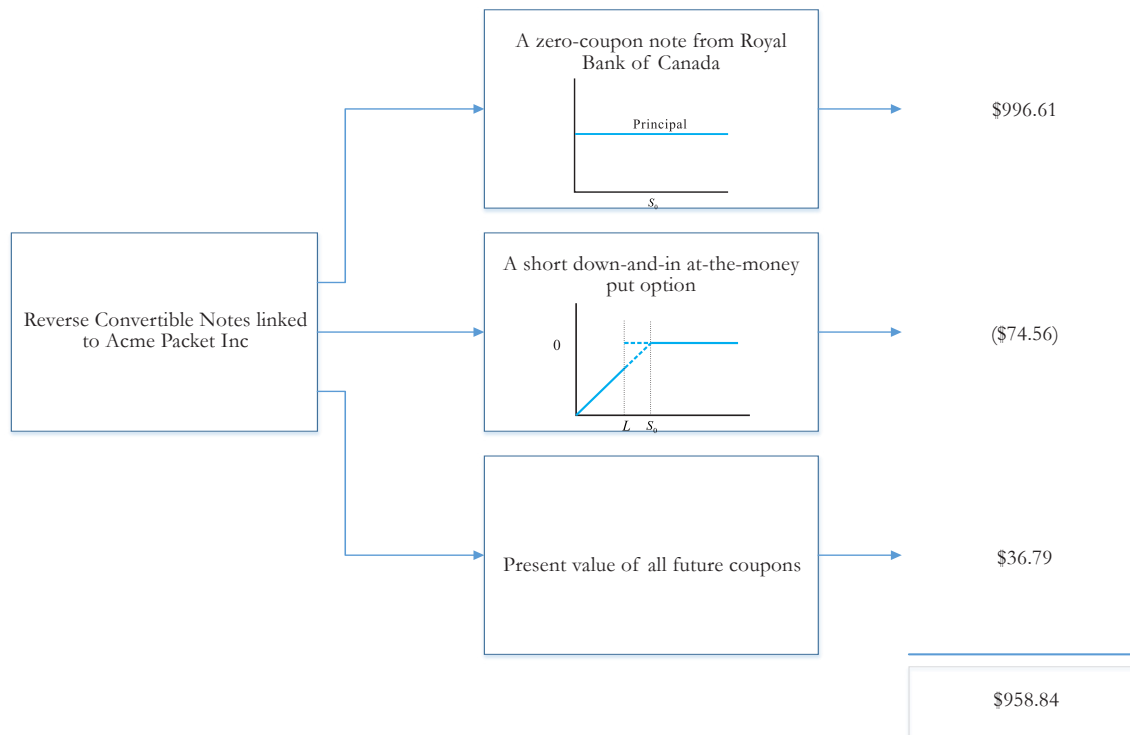 A zero-coupon note from Royal
Bank of Canada
Principal
S₀
$996.61
Reverse Convertible Notes linked
to Acme Packet Inc
A short down-and-in at-the-money
put option
0
L S₀
($74.56)
Present value of all future coupons
$36.79
$958.84